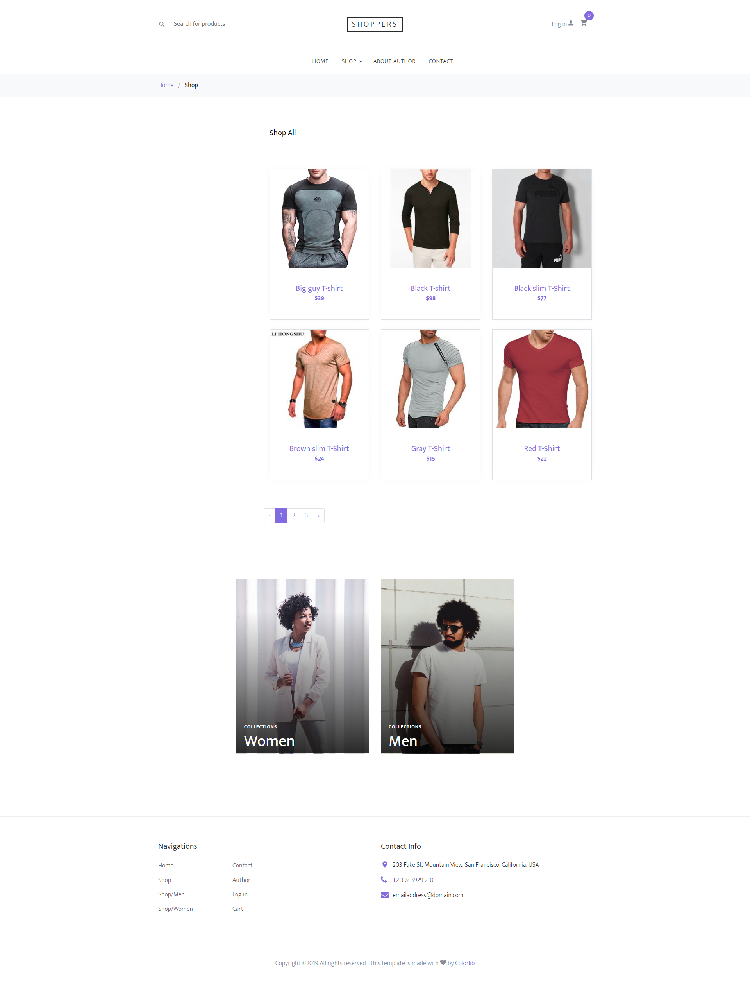 Search for products
SHOPPERS
Log in
0
HOME SHOP ABOUT AUTHOR CONTACT
Home / Shop
Shop All
PUMA
PUMA
Big guy T-shirt
$39
Black T-shirt
$98
Black slim T-Shirt
$77
LI HONGSHU
Brown slim T-Shirt
$24
Gray T-Shirt
$15
Red T-Shirt
$22
‹ 1 2 3 ›
COLLECTIONS
Women
COLLECTIONS
Men
Navigations
Home
Shop
Shop/Men
Shop/Women
Contact
Author
Log in
Cart
Contact Info
203 Fake St. Mountain View, San Francisco, California, USA
+2 392 3929 210
emailaddress@domain.com
Copyright ©2019 All rights reserved | This template is made with by Colorlib